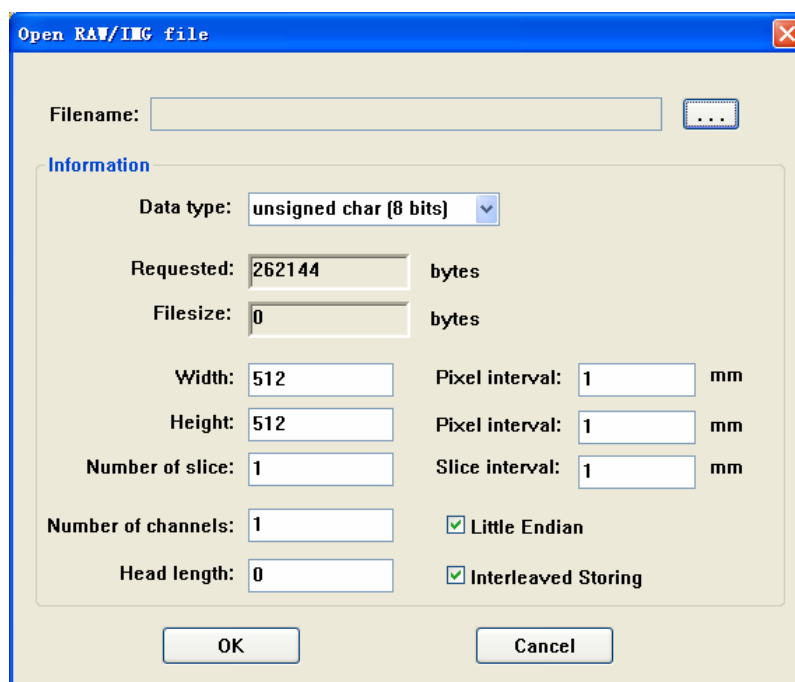 Open RAW/IMG file
Filename: ...
Information
Data type: unsigned char (8 bits)
Requested: 262144 bytes
Filesize: 0 bytes
Width: 512 Pixel interval: 1 mm
Height: 512 Pixel interval: 1 mm
Number of slice: 1 Slice interval: 1 mm
Number of channels: 1 Little Endian
Head length: 0 Interleaved Storing
OK Cancel